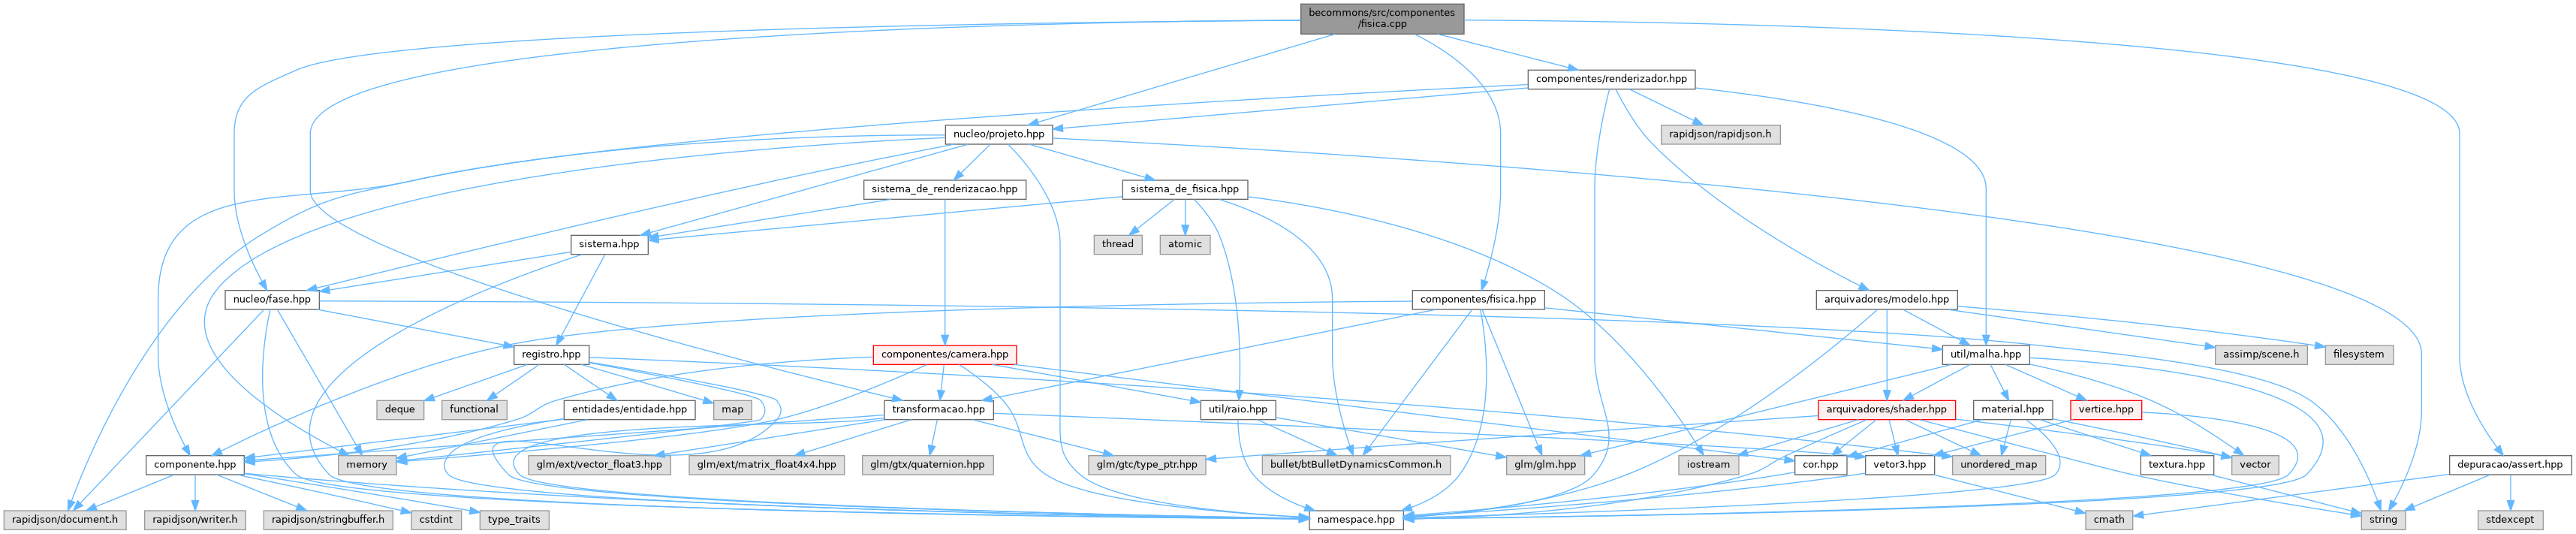 becommons/src/componentes
/fisica.cpp
componentes/renderizador.hpp
nucleo/projeto.hpp
rapidjson/rapidjson.h
sistema_de_renderizacao.hpp
sistema_de_fisica.hpp
sistema.hpp
thread
atomic
nucleo/fase.hpp
componentes/fisica.hpp
arquivadores/modelo.hpp
registro.hpp
componentes/camera.hpp
util/malha.hpp
assimp/scene.h
filesystem
deque
functional
entidades/entidade.hpp
map
transformacao.hpp
util/raio.hpp
arquivadores/shader.hpp
material.hpp
vertice.hpp
componente.hpp
memory
glm/ext/vector_float3.hpp
glm/ext/matrix_float4x4.hpp
glm/gtx/quaternion.hpp
glm/gtc/type_ptr.hpp
bullet/btBulletDynamicsCommon.h
glm/glm.hpp
iostream
cor.hpp
vetor3.hpp
unordered_map
textura.hpp
vector
depuracao/assert.hpp
rapidjson/document.h
rapidjson/writer.h
rapidjson/stringbuffer.h
cstdint
type_traits
namespace.hpp
cmath
string
stdexcept